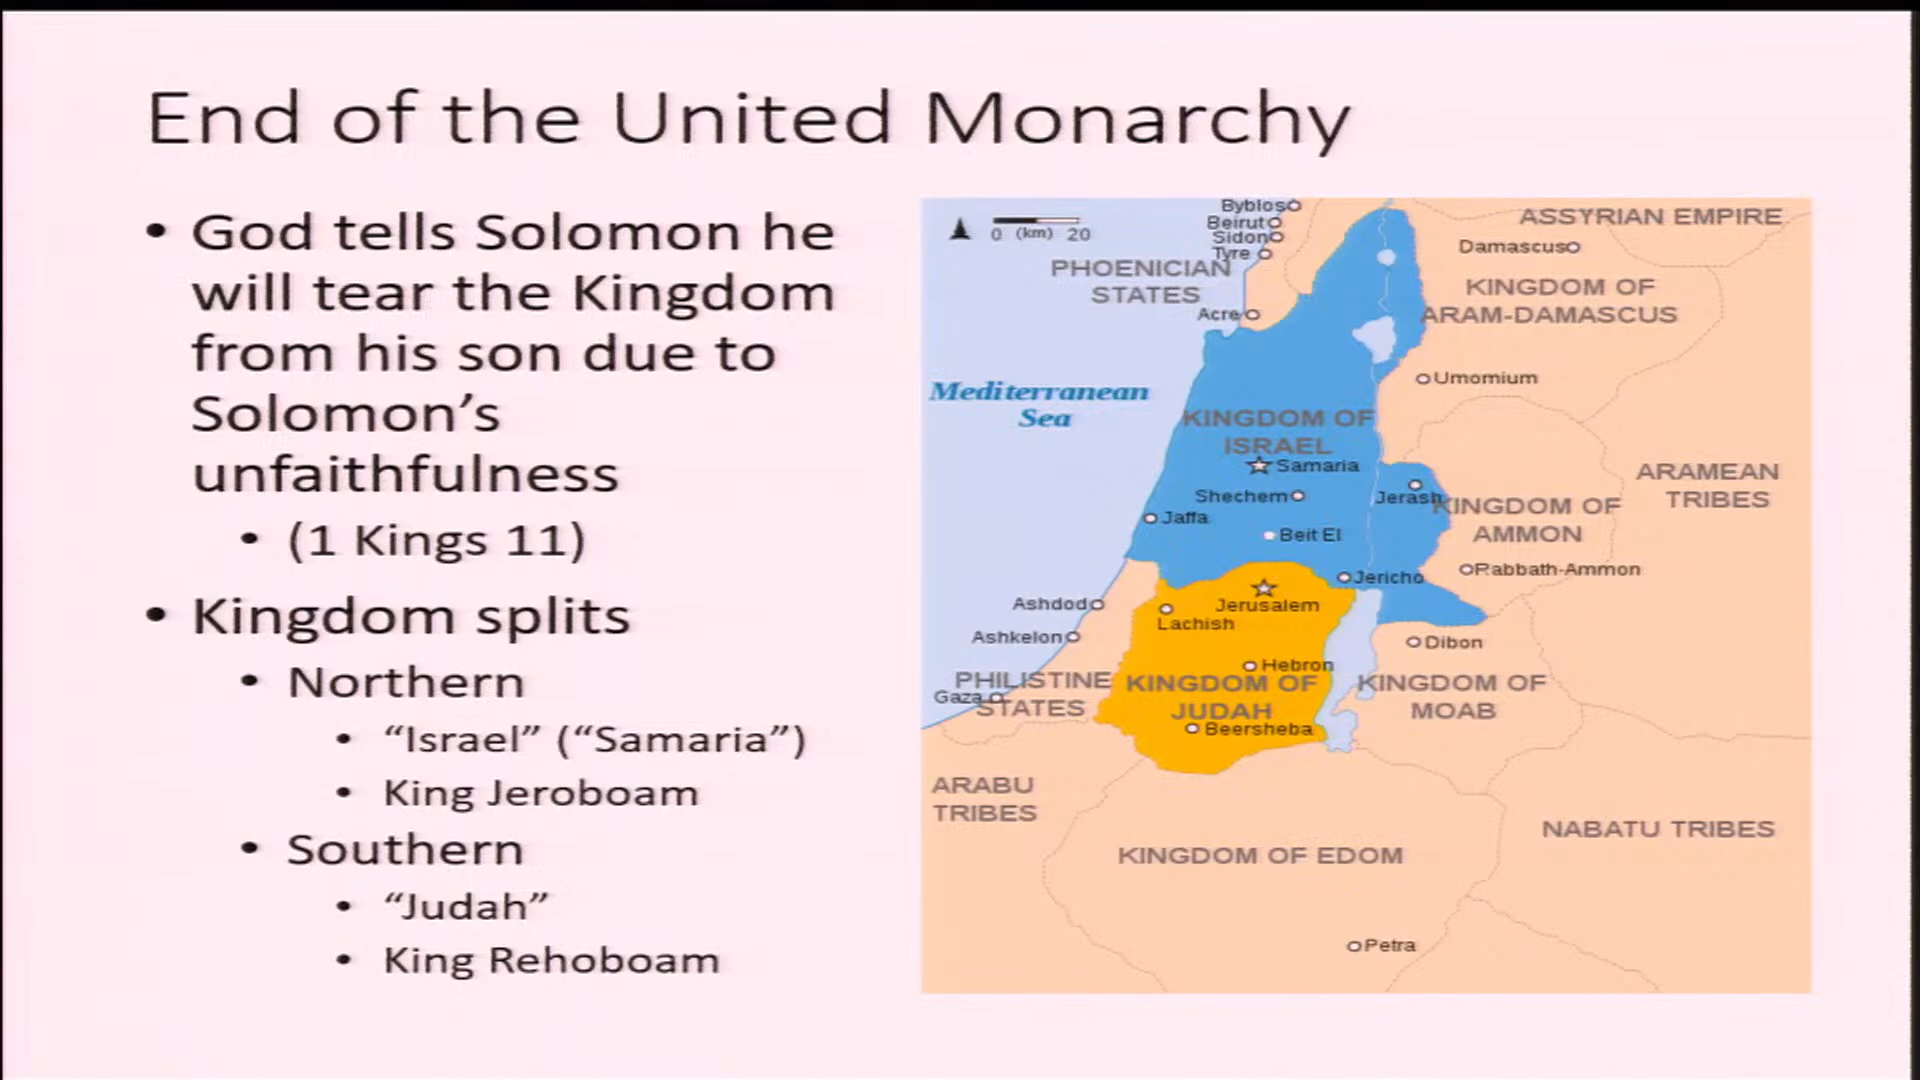 End of the United Monarchy
• God tells Solomon he
will tear the Kingdom
from his son due to
Solomon’s
unfaithfulness
• (1 Kings 11)
• Kingdom splits
• Northern
• “Israel” (“Samaria”)
• King Jeroboam
• Southern
• “Judah”
• King Rehoboam
0 (km) 20
Byblos
Beirut
Sidon
Tyre
PHOENICIAN
STATES
Acre
ASSYRIAN EMPIRE
Damascus
KINGDOM OF
ARAM-DAMASCUS
Umomium
Mediterranean
Sea
KINGDOM OF
ISRAEL
Samaria
Shechem
Jerash
Jaffa
Beit El
ARAMEAN
TRIBES
KINGDOM OF
AMMON
Jericho
Rabbath-Ammon
Ashdod
Jerusalem
Lachish
Ashkelon
Dibon
Hebron
PHILISTINE
STATES
Gaza
KINGDOM OF
JUDAH
KINGDOM OF
MOAB
Beersheba
ARABU
TRIBES
NABATU TRIBES
KINGDOM OF EDOM
Petra